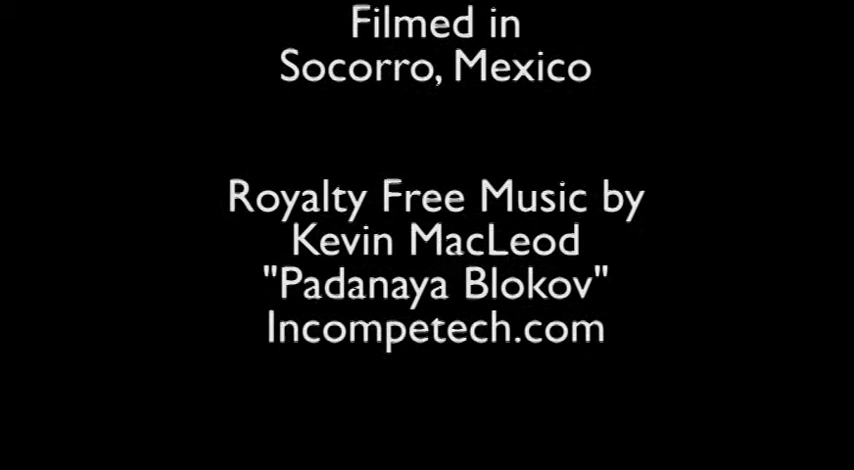 Filmed in
Socorro, Mexico
Royalty Free Music by
Kevin MacLeod
"Padanaya Blokov"
Incompetech.com